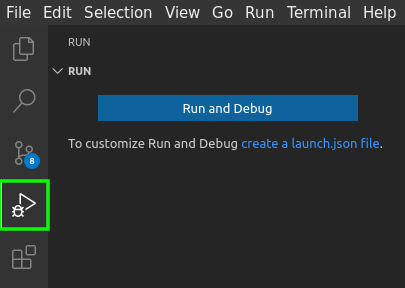 File Edit Selection View Go Run Terminal Help
RUN
RUN
Run and Debug
To customize Run and Debug create a launch.json file.
8